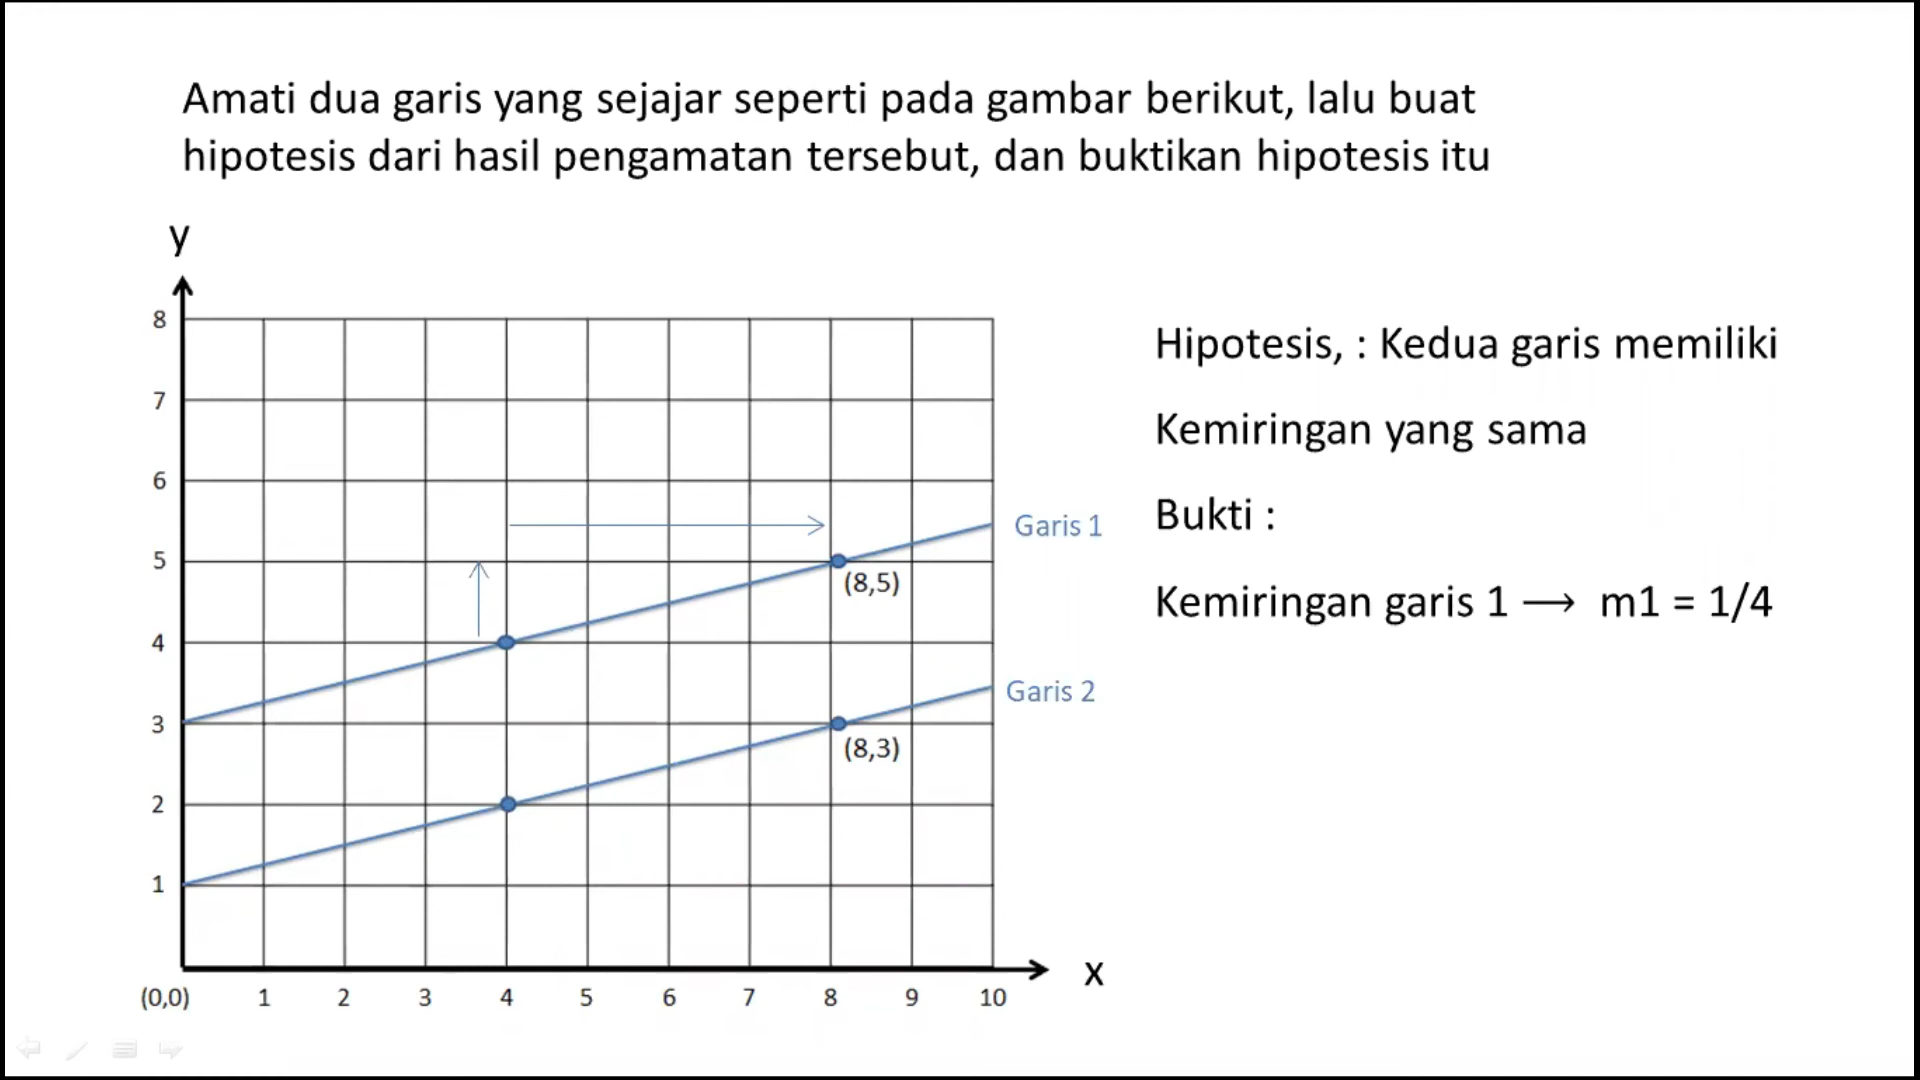 Amati dua garis yang sejajar seperti pada gambar berikut, lalu buat
hipotesis dari hasil pengamatan tersebut, dan buktikan hipotesis itu
y
8
7
6
5
4
3
2
1
Garis 1
(8,5)
Garis 2
(8,3)
x
(0,0) 1 2 3 4 5 6 7 8 9 10
Hipotesis, : Kedua garis memiliki
Kemiringan yang sama
Bukti :
Kemiringan garis 1 → m1 = 1/4